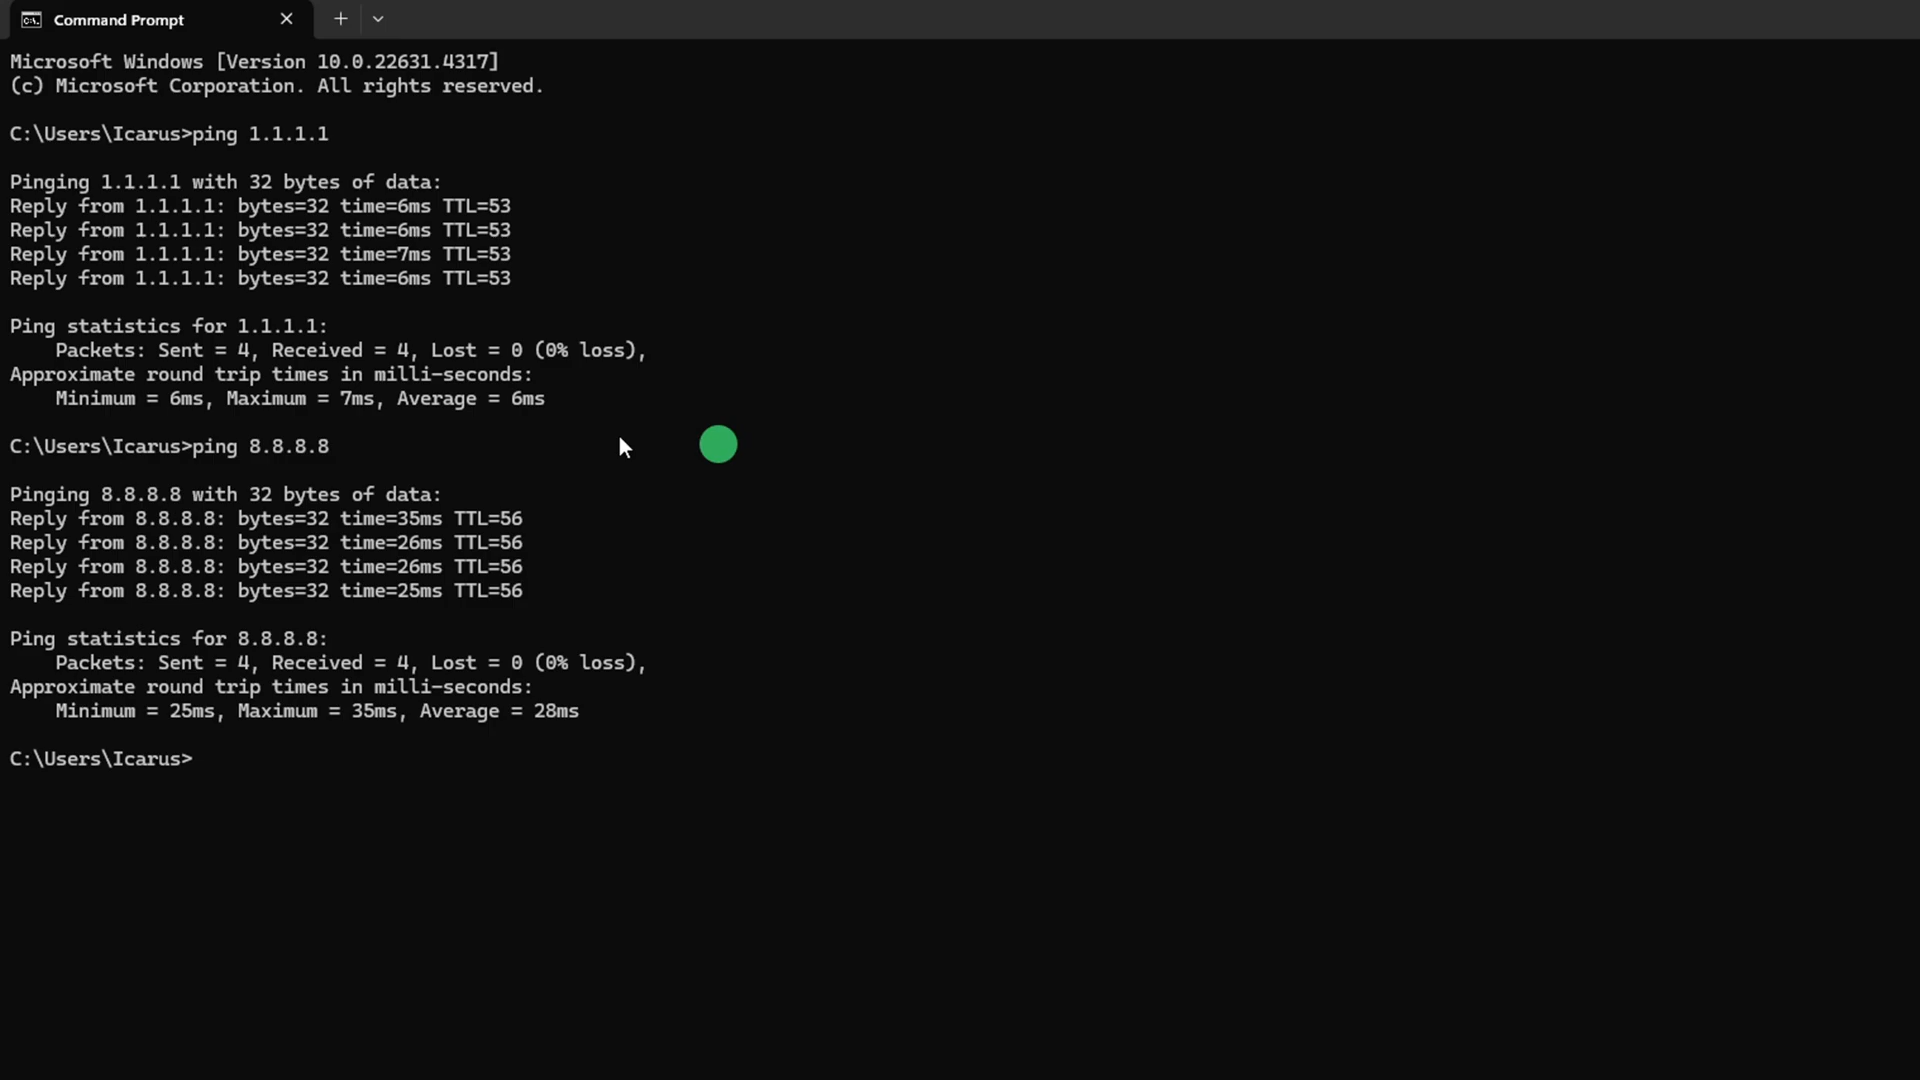 Command Prompt
Microsoft Windows [Version 10.0.22631.4317]
(c) Microsoft Corporation. All rights reserved.
C:\Users\Icarus>ping 1.1.1.1
Pinging 1.1.1.1 with 32 bytes of data:
Reply from 1.1.1.1: bytes=32 time=6ms TTL=53
Reply from 1.1.1.1: bytes=32 time=6ms TTL=53
Reply from 1.1.1.1: bytes=32 time=7ms TTL=53
Reply from 1.1.1.1: bytes=32 time=6ms TTL=53
Ping statistics for 1.1.1.1:
    Packets: Sent = 4, Received = 4, Lost = 0 (0% loss),
Approximate round trip times in milli-seconds:
    Minimum = 6ms, Maximum = 7ms, Average = 6ms
C:\Users\Icarus>ping 8.8.8.8
Pinging 8.8.8.8 with 32 bytes of data:
Reply from 8.8.8.8: bytes=32 time=35ms TTL=56
Reply from 8.8.8.8: bytes=32 time=26ms TTL=56
Reply from 8.8.8.8: bytes=32 time=26ms TTL=56
Reply from 8.8.8.8: bytes=32 time=25ms TTL=56
Ping statistics for 8.8.8.8:
    Packets: Sent = 4, Received = 4, Lost = 0 (0% loss),
Approximate round trip times in milli-seconds:
    Minimum = 25ms, Maximum = 35ms, Average = 28ms
C:\Users\Icarus>